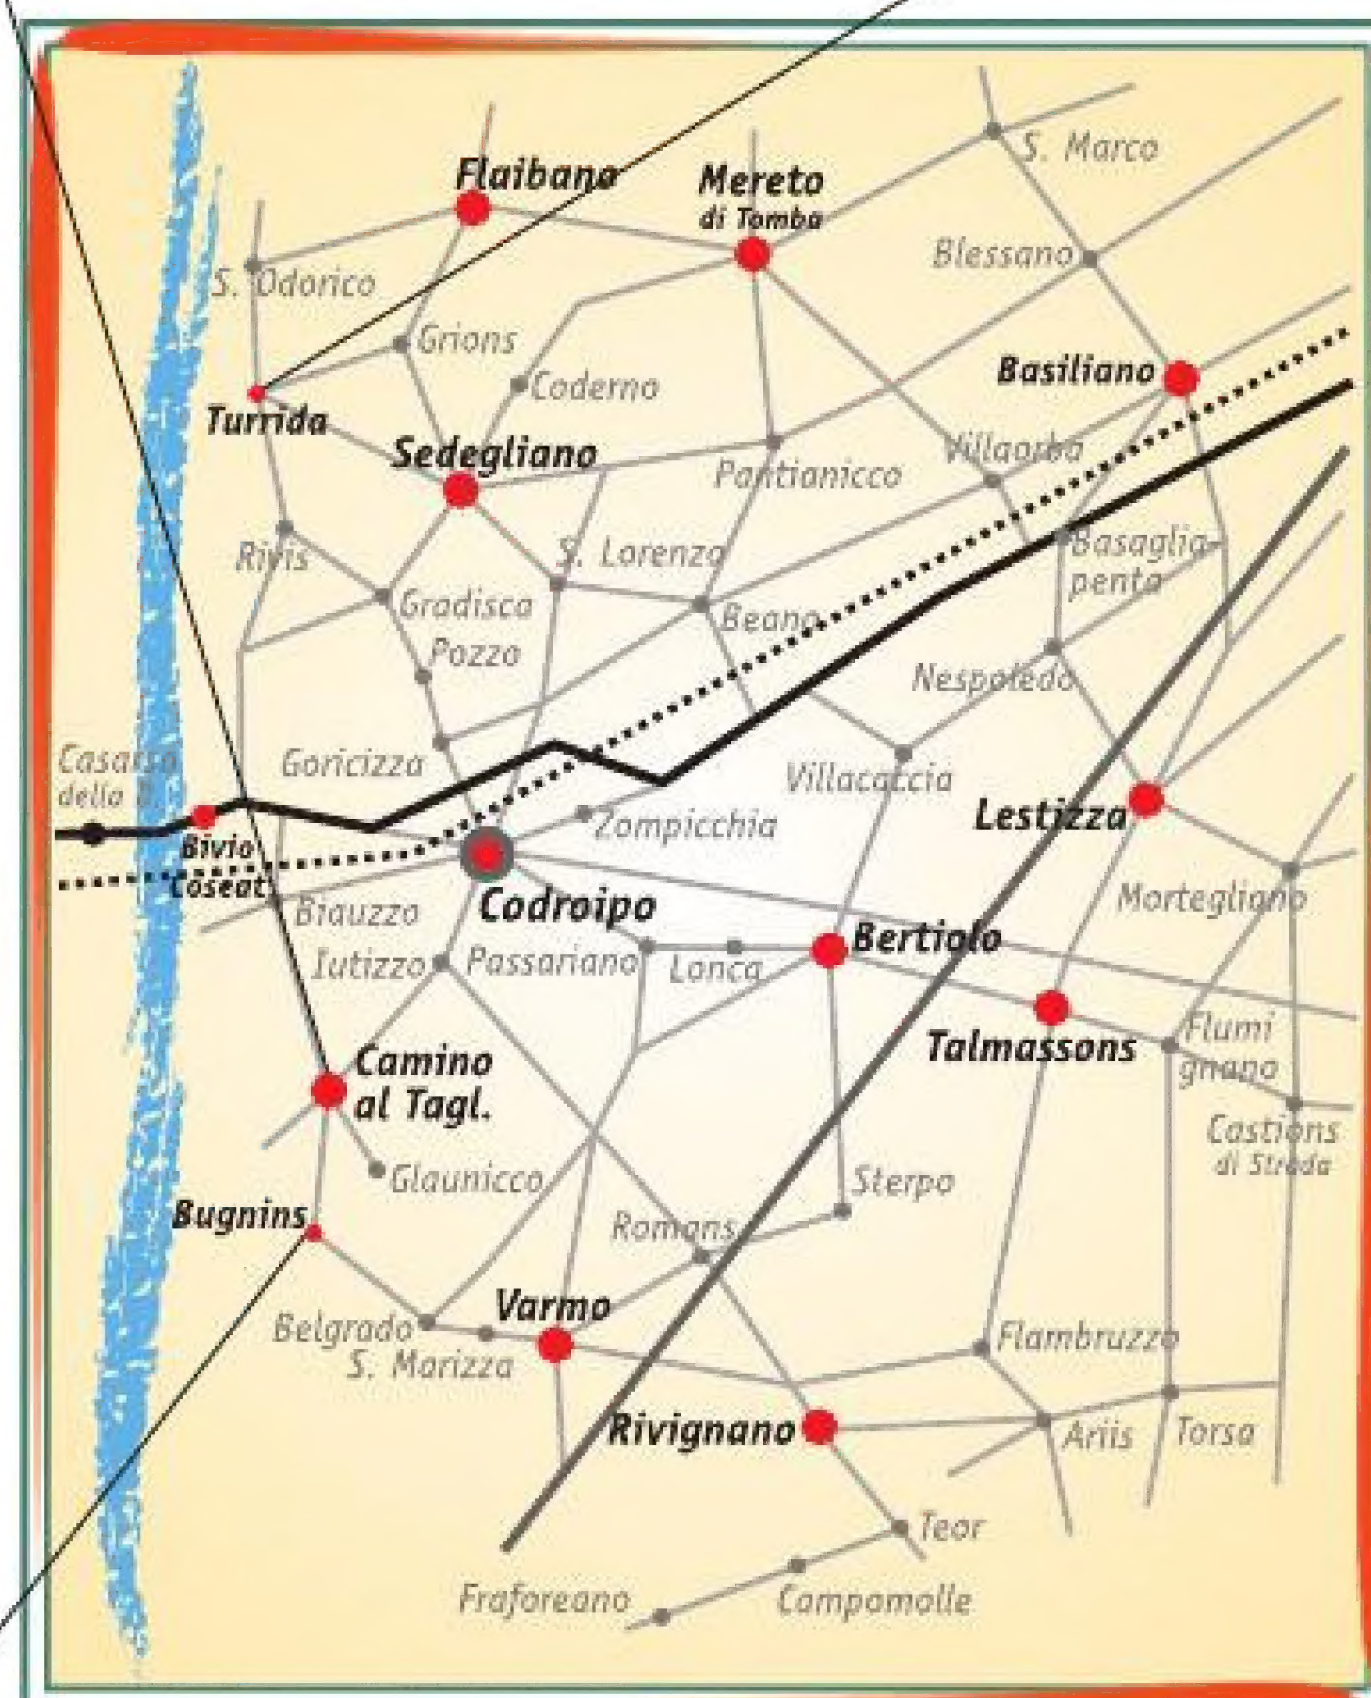 S. Marco
Flaibano
Mereto
di Tomba
Blessano
S. Odorico
Grions
Coderno
Basiliano
Turrida
Sedegliano
Villaorba
Pantianicco
Rivis
S. Lorenzo
Basaglia-
penta
Gradisca
Beano
Pozzo
Nespoledo
Casarsa
della D.
Goricizza
Villacaccia
Lestizza
Zompicchia
Bivio
Coseat
Biauzzo
Codroipo
Mortegliano
Bertiolo
Iutizzo
Passariano
Lonca
Flumi
gnano
Talmassons
Camino
al Tagl.
Castions
di Strada
Glaunicco
Sterpo
Bugnins
Romans
Varmo
Belgrado
S. Marizza
Flambruzzo
Rivignano
Ariis
Torsa
Teor
Fraforeano
Campomolle